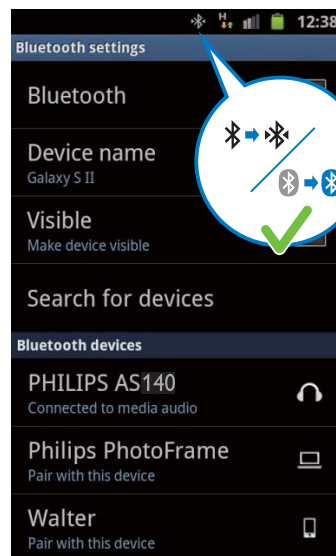 H 12:38
Bluetooth settings
Bluetooth
Device name
Galaxy S II
Visible
Make device visible
Search for devices
Bluetooth devices
PHILIPS AS140
Connected to media audio
Philips PhotoFrame
Pair with this device
Walter
Pair with this device